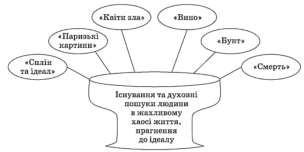 «Квіти зла»
«Вино»
«Паризькі
картини»
«Бунт»
«Сплін
та ідеал»
«Смерть»
Існування та духовні
пошуки людини
в жахливому
хаосі життя,
прагнення
до ідеалу